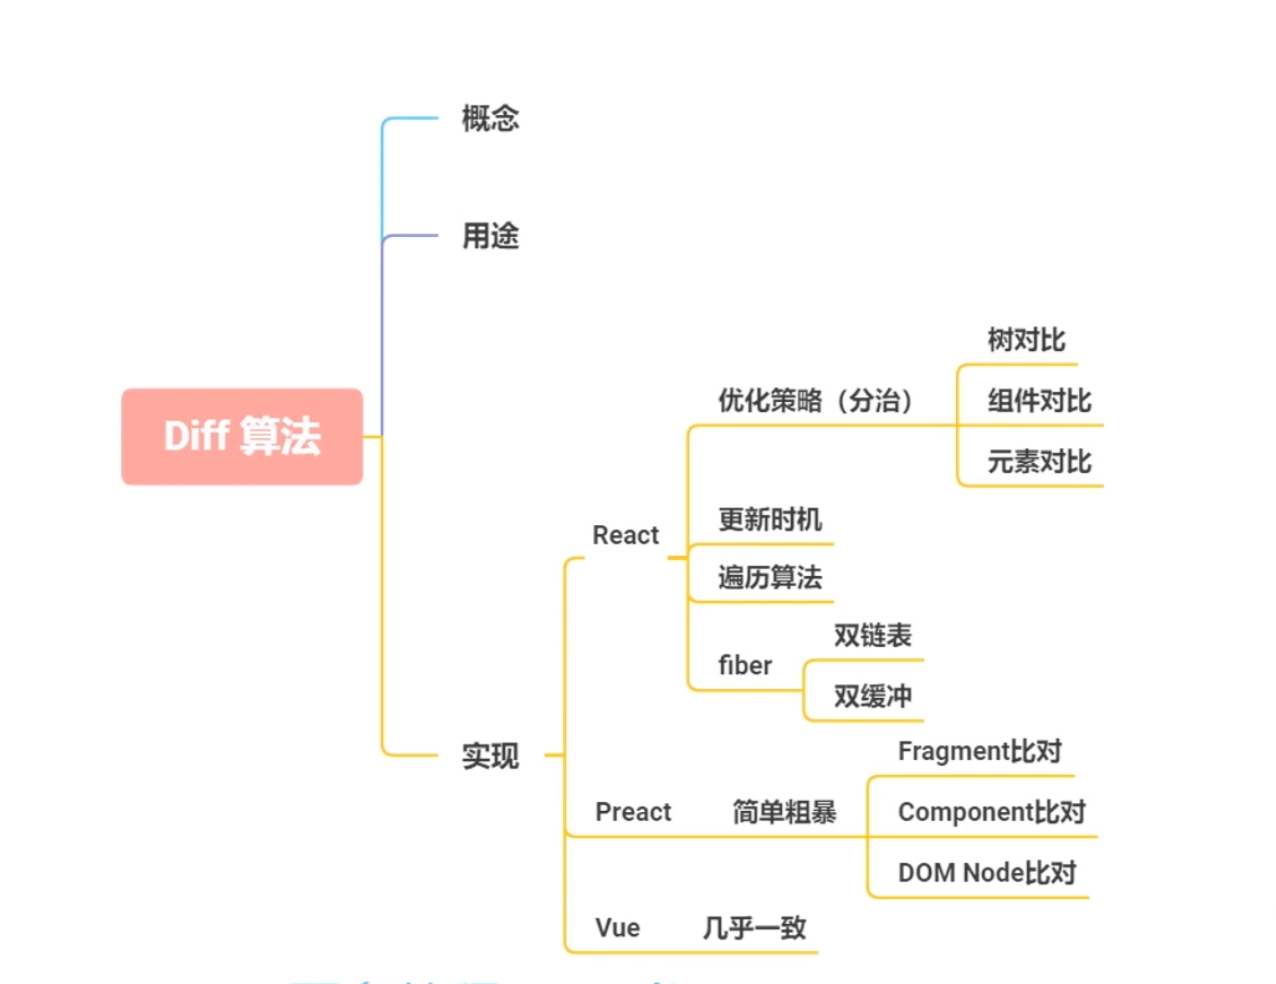 概念
用途
Diff 算法
实现
React
优化策略（分治）
树对比
组件对比
元素对比
更新时机
遍历算法
fiber
双链表
双缓冲
Preact
简单粗暴
Fragment比对
Component比对
DOM Node比对
Vue
几乎一致